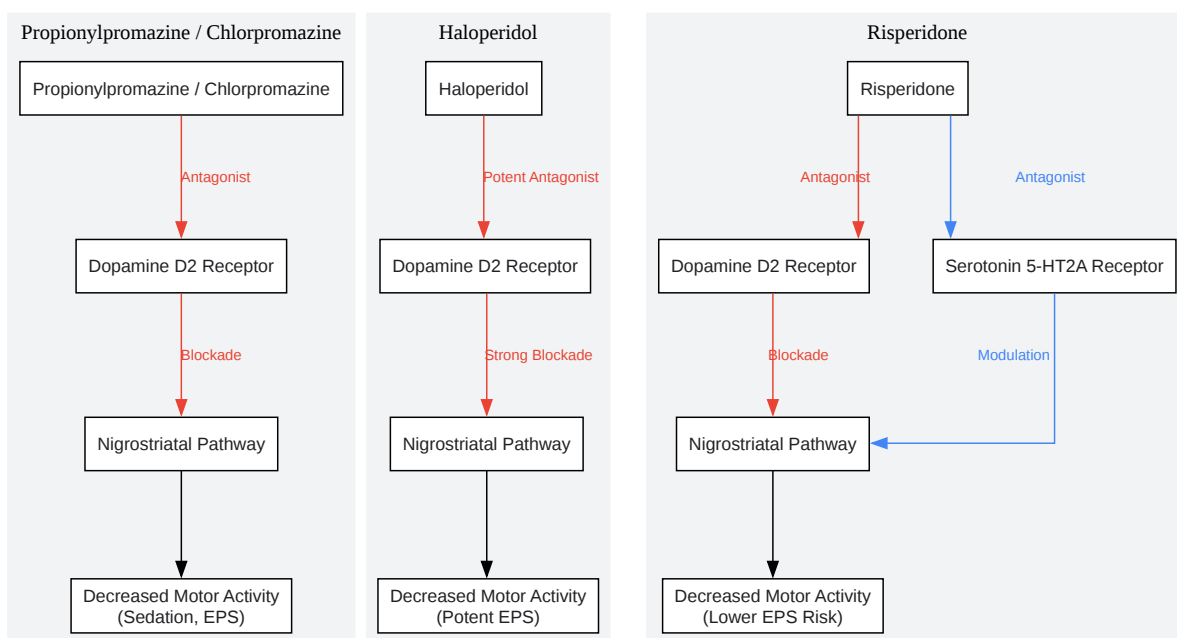 Propionylpromazine / Chlorpromazine
Propionylpromazine / Chlorpromazine
Antagonist
Dopamine D2 Receptor
Blockade
Nigrostriatal Pathway
Decreased Motor Activity
(Sedation, EPS)
Haloperidol
Haloperidol
Potent Antagonist
Dopamine D2 Receptor
Strong Blockade
Nigrostriatal Pathway
Decreased Motor Activity
(Potent EPS)
Risperidone
Risperidone
Antagonist
Antagonist
Dopamine D2 Receptor
Serotonin 5-HT2A Receptor
Blockade
Modulation
Nigrostriatal Pathway
Decreased Motor Activity
(Lower EPS Risk)